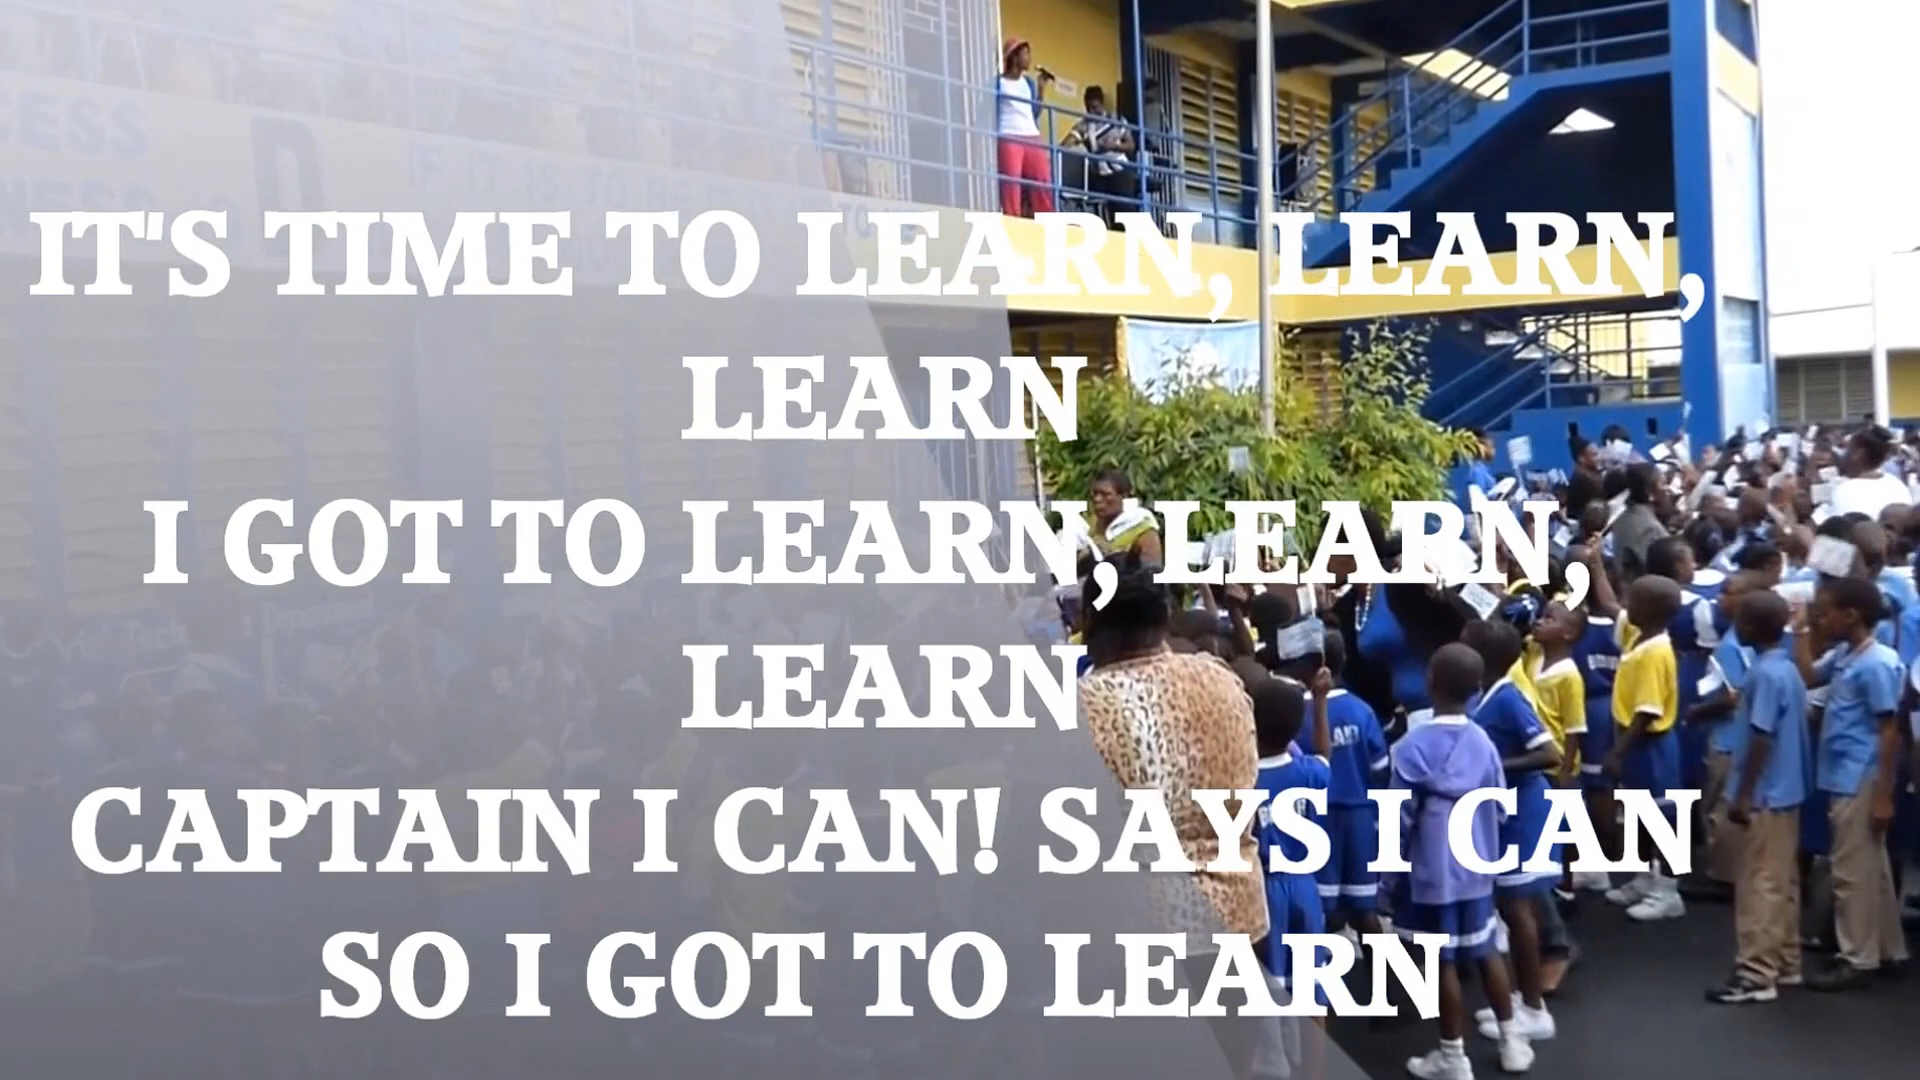 IT'S TIME TO LEARN, LEARN,
LEARN
I GOT TO LEARN, LEARN,
LEARN
CAPTAIN I CAN! SAYS I CAN
SO I GOT TO LEARN